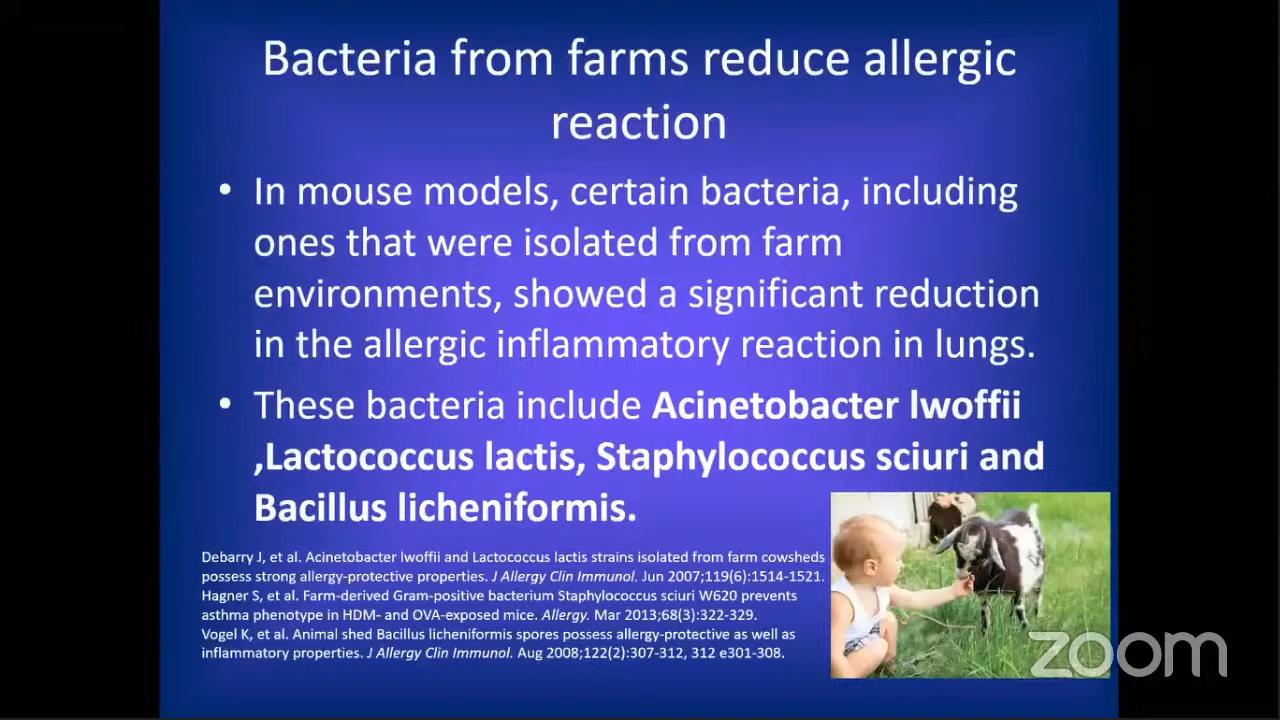 Bacteria from farms reduce allergic
reaction
• In mouse models, certain bacteria, including
ones that were isolated from farm
environments, showed a significant reduction
in the allergic inflammatory reaction in lungs.
• These bacteria include Acinetobacter lwoffii
,Lactococcus lactis, Staphylococcus sciuri and
Bacillus licheniformis.
Debarry J, et al. Acinetobacter lwoffii and Lactococcus lactis strains isolated from farm cowsheds
possess strong allergy-protective properties. J Allergy Clin Immunol. Jun 2007;119(6):1514-1521.
Hagner S, et al. Farm-derived Gram-positive bacterium Staphylococcus sciuri W620 prevents
asthma phenotype in HDM- and OVA-exposed mice. Allergy. Mar 2013;68(3):322-329.
Vogel K, et al. Animal shed Bacillus licheniformis spores possess allergy-protective as well as
inflammatory properties. J Allergy Clin Immunol. Aug 2008;122(2):307-312, 312 e301-308.
zoom